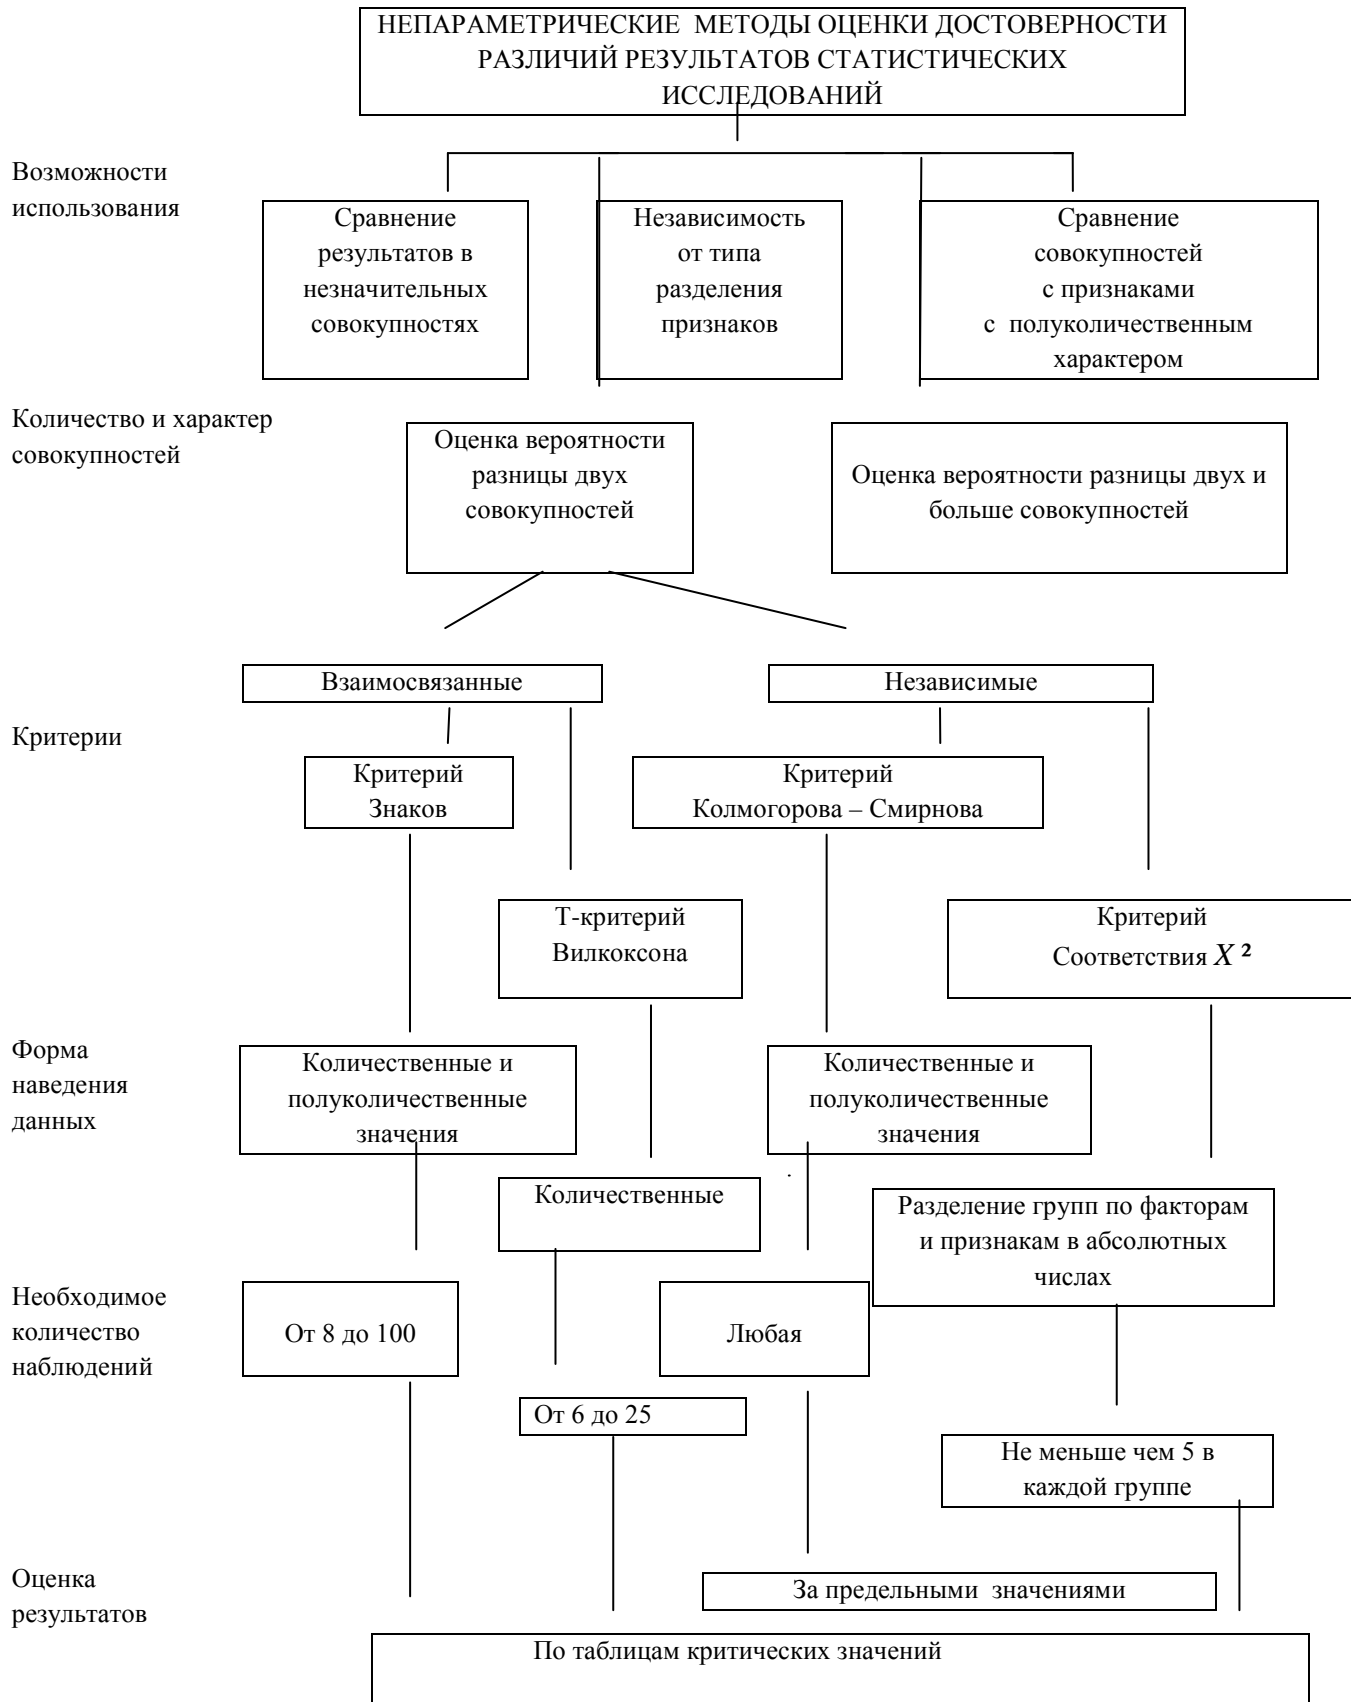 НЕПАРАМЕТРИЧЕСКИЕ МЕТОДЫ ОЦЕНКИ ДОСТОВЕРНОСТИ
РАЗЛИЧИЙ РЕЗУЛЬТАТОВ СТАТИСТИЧЕСКИХ
ИССЛЕДОВАНИЙ
Возможности
использования
Сравнение
результатов в
незначительных
совокупностях
Независимость
от типа
разделения
признаков
Сравнение
совокупностей
с признаками
с полуколичественным
характером
Количество и характер
совокупностей
Оценка вероятности
разницы двух
совокупностей
Оценка вероятности разницы двух и
больше совокупностей
Взаимосвязанные
Независимые
Критерии
Критерий
Знаков
Критерий
Колмогорова – Смирнова
Т-критерий
Вилкоксона
Критерий
Соответствия X ²
Форма
наведения
данных
Количественные и
полуколичественные
значения
Количественные и
полуколичественные
значения
Количественные
Разделение групп по факторам
и признакам в абсолютных
числах
Необходимое
количество
наблюдений
От 8 до 100
Любая
От 6 до 25
Не меньше чем 5 в
каждой группе
Оценка
результатов
За предельными значениями
По таблицам критических значений